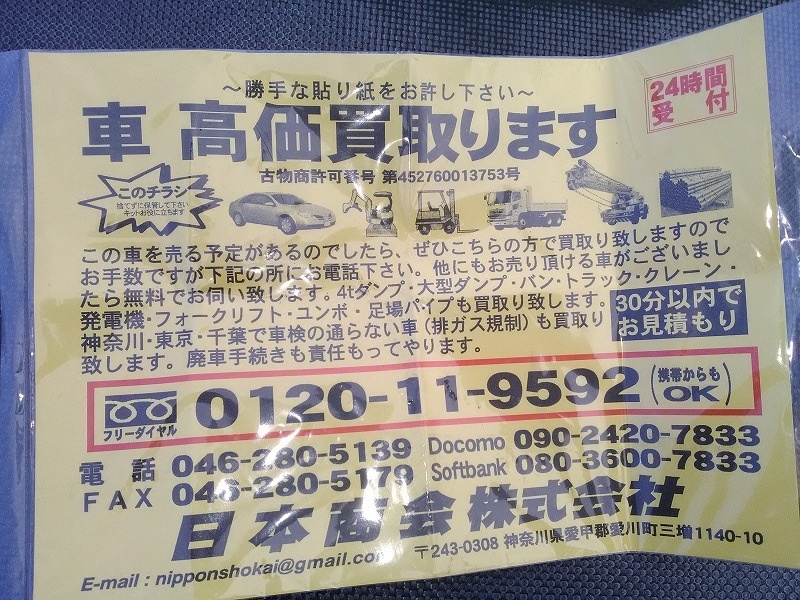 ～勝手な貼り紙をお許し下さい～
24時間
受付
車 高価買取ります
古物商許可番号 第452760013753号
このチラシ
捨てずに保管して下さい
キットお役に立ちます
この車を売る予定があるのでしたら、ぜひこちらの方で買取り致しますので
お手数ですが下記の所にお電話下さい。他にもお売り頂ける車がございまし
たら無料でお伺い致します。4tダンプ・大型ダンプ・バン・トラック・クレーン・
発電機・フォークリフト・ユンボ・足場パイプも買取り致します。
神奈川・東京・千葉で車検の通らない車(排ガス規制)も買取り
致します。廃車手続きも責任もってやります。
30分以内で
お見積もり
フリーダイヤル
0120-11-9592
(携帯からも
OK)
電話 046-280-5139 Docomo 090-2420-7833
FAX 046-280-5179 Softbank 080-3600-7833
日本商会株式会社
〒243-0308 神奈川県愛甲郡愛川町三増1140-10
E-mail : nipponshokai@gmail.com